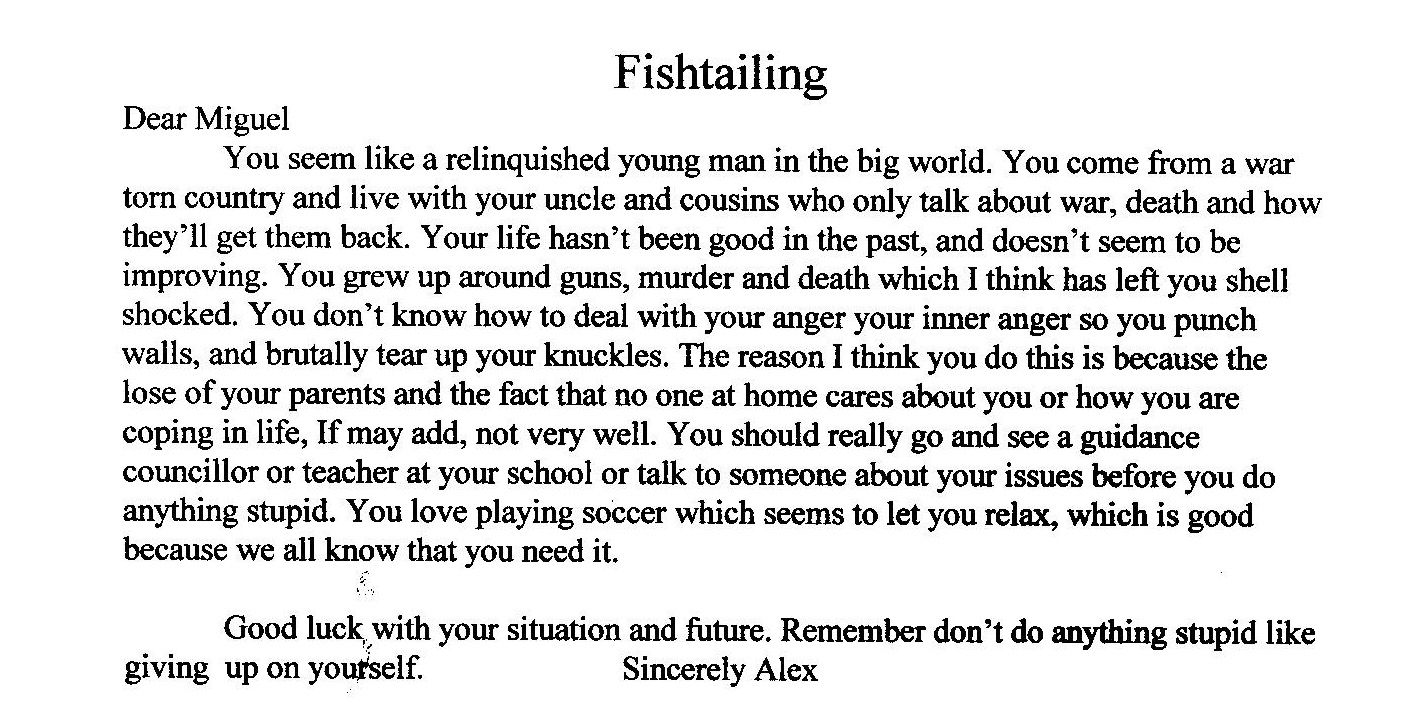 Fishtailing
Dear Miguel
You seem like a relinquished young man in the big world. You come from a war
torn country and live with your uncle and cousins who only talk about war, death and how
they'll get them back. Your life hasn't been good in the past, and doesn't seem to be
improving. You grew up around guns, murder and death which I think has left you shell
shocked. You don't know how to deal with your anger your inner anger so you punch
walls, and brutally tear up your knuckles. The reason I think you do this is because the
lose of your parents and the fact that no one at home cares about you or how you are
coping in life, If may add, not very well. You should really go and see a guidance
councillor or teacher at your school or talk to someone about your issues before you do
anything stupid. You love playing soccer which seems to let you relax, which is good
because we all know that you need it.
Good luck with your situation and future. Remember don't do anything stupid like
giving up on yourself. Sincerely Alex